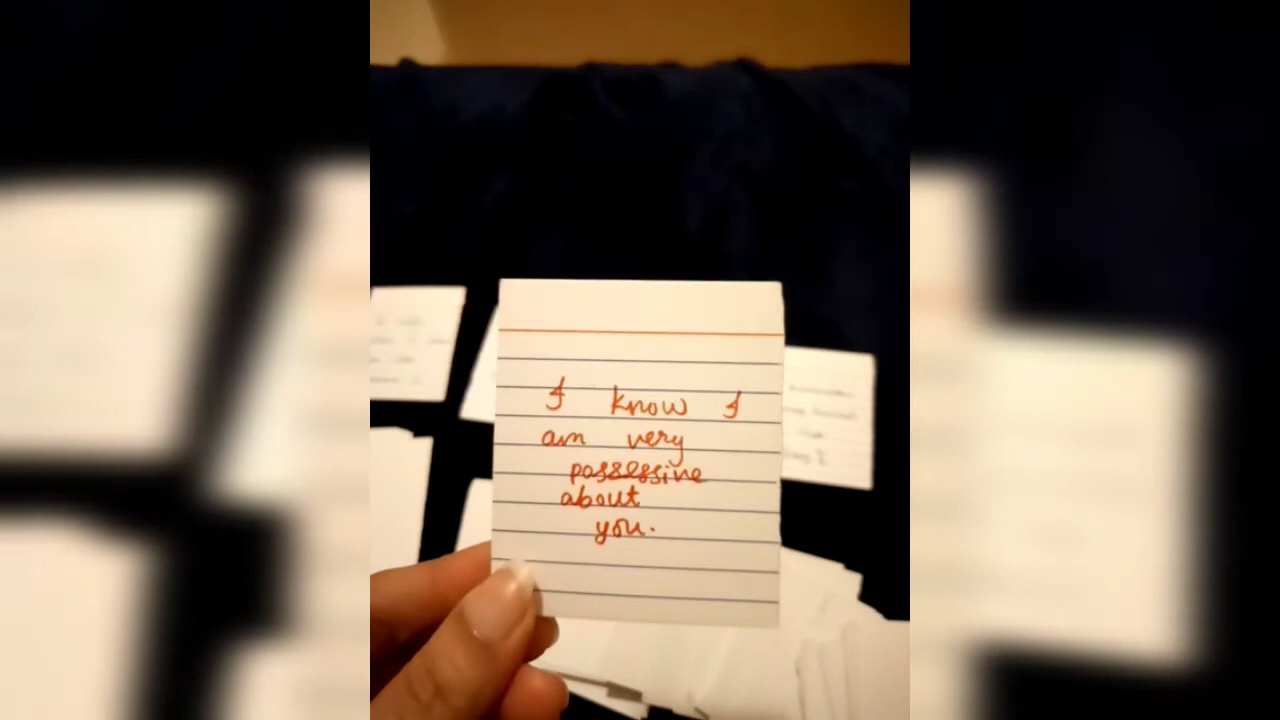 I know I
am very
possessive
about
you.